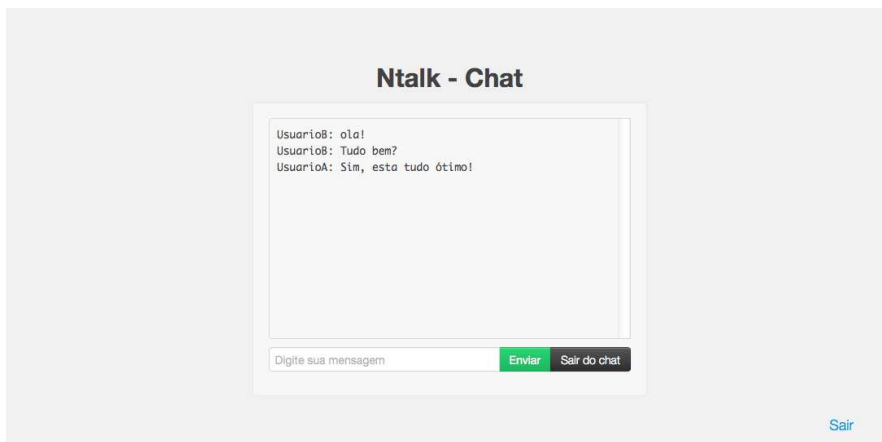 Ntalk - Chat
UsuarioB: ola!
UsuarioB: Tudo bem?
UsuarioA: Sim, esta tudo ótimo!
Digite sua mensagem
Enviar
Sair do chat
Sair